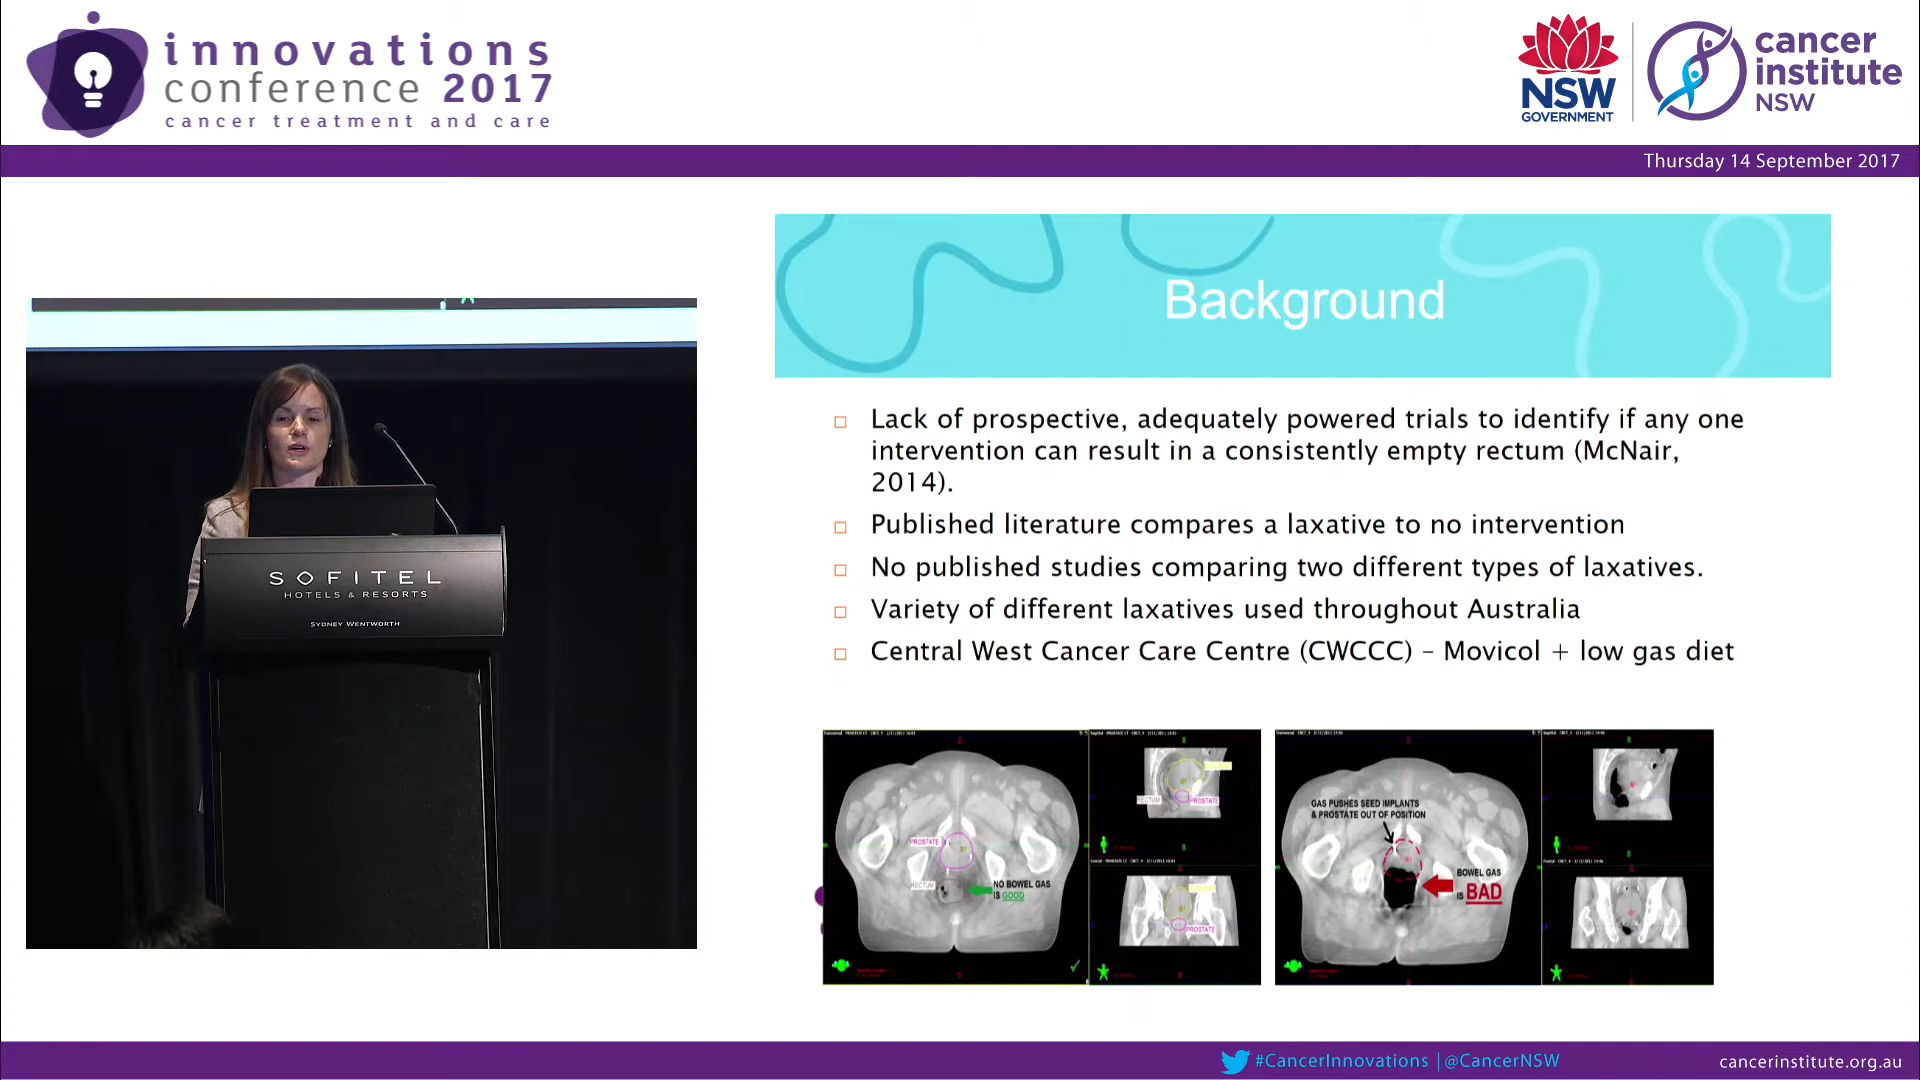 innovations
conference 2017
cancer treatment and care
NSW
GOVERNMENT
cancer
institute
NSW
Thursday 14 September 2017
SOFITEL
HOTELS & RESORTS
SYDNEY WENTWORTH
Background
Lack of prospective, adequately powered trials to identify if any one
intervention can result in a consistently empty rectum (McNair,
2014).
Published literature compares a laxative to no intervention
No published studies comparing two different types of laxatives.
Variety of different laxatives used throughout Australia
Central West Cancer Care Centre (CWCCC) – Movicol + low gas diet
PROSTATE
RECTUM
NO BOWEL GAS
IS GOOD
RECTUM
PROSTATE
PROSTATE
GAS PUSHES SEED IMPLANTS
& PROSTATE OUT OF POSITION
BOWEL GAS
IS BAD
#CancerInnovations | @CancerNSW
cancerinstitute.org.au